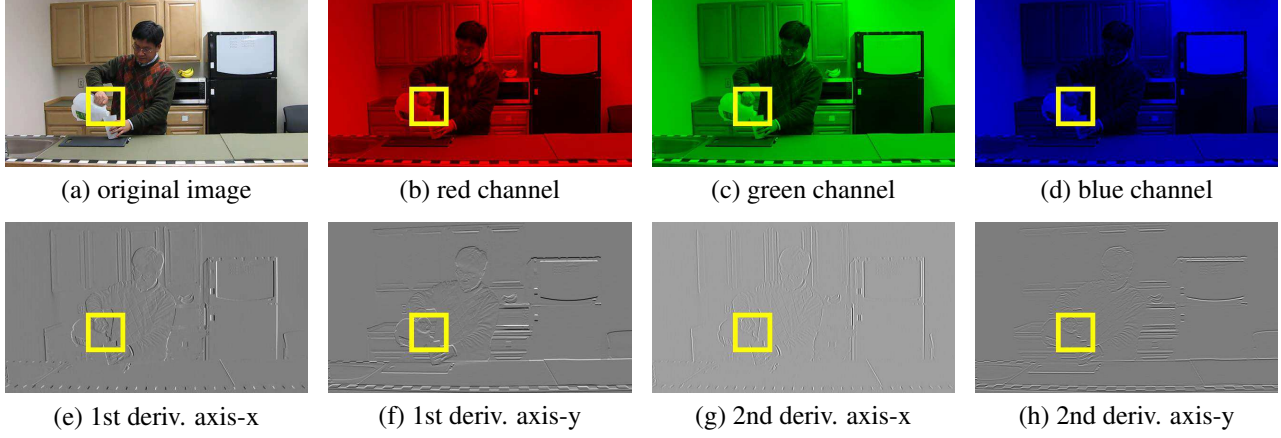 (a) original image
(b) red channel
(c) green channel
(d) blue channel
(e) 1st deriv. axis-x
(f) 1st deriv. axis-y
(g) 2nd deriv. axis-x
(h) 2nd deriv. axis-y